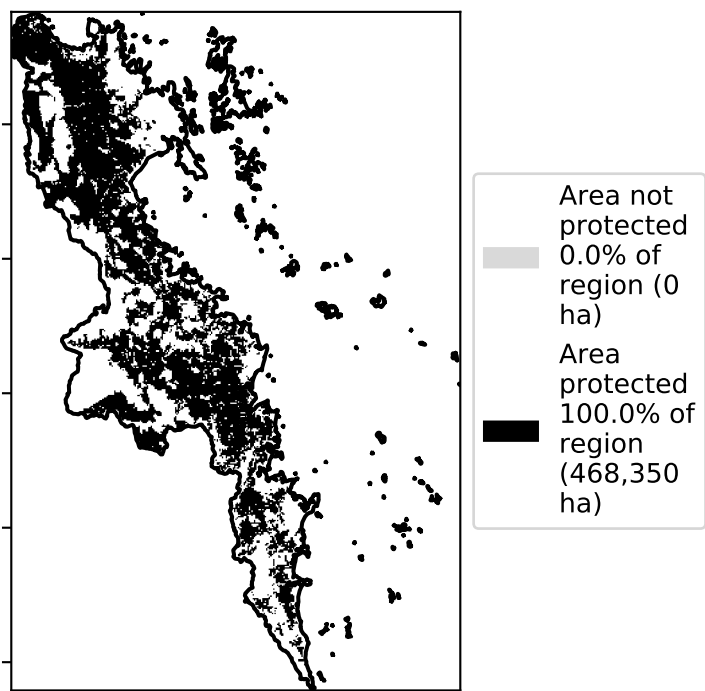 Area not
protected
0.0% of
region (0
ha)
Area
protected
100.0% of
region
(468,350
ha)